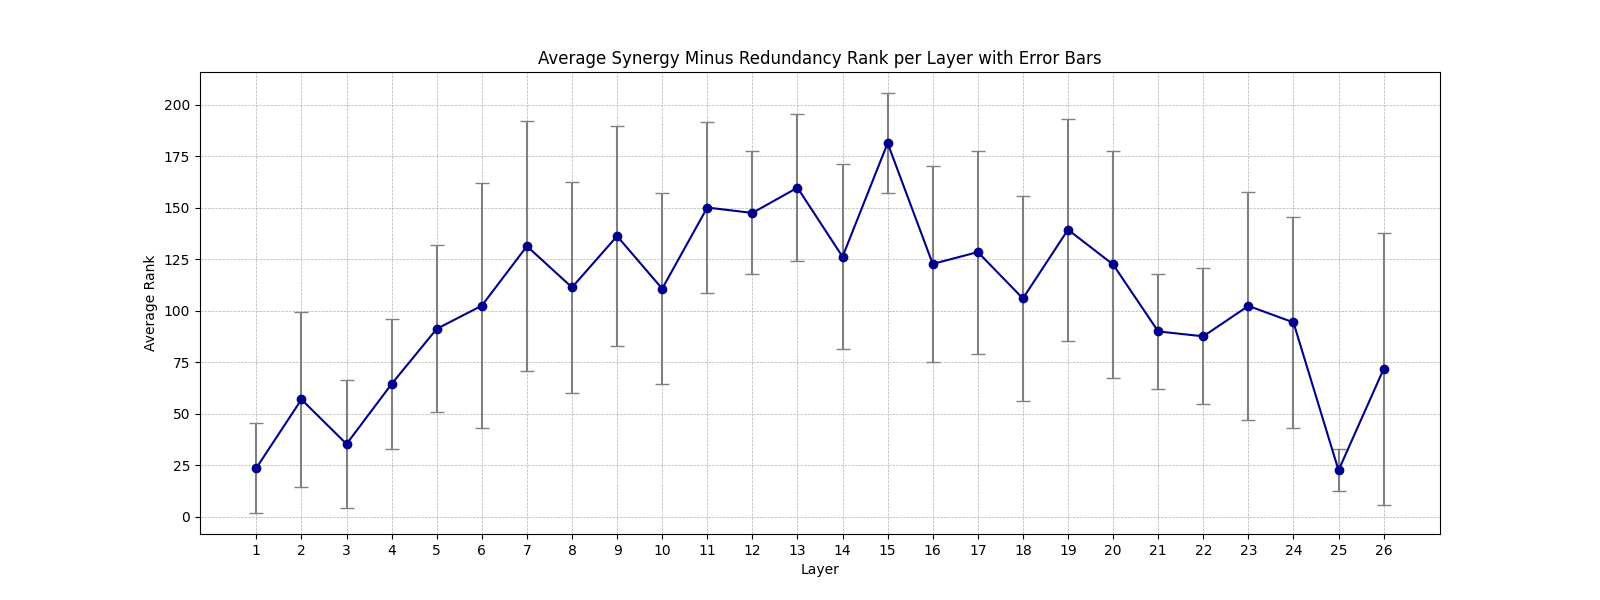 Average Synergy Minus Redundancy Rank per Layer with Error Bars
Average Rank
200
175
150
125
100
75
50
25
0
1 2 3 4 5 6 7 8 9 10 11 12 13 14 15 16 17 18 19 20 21 22 23 24 25 26
Layer